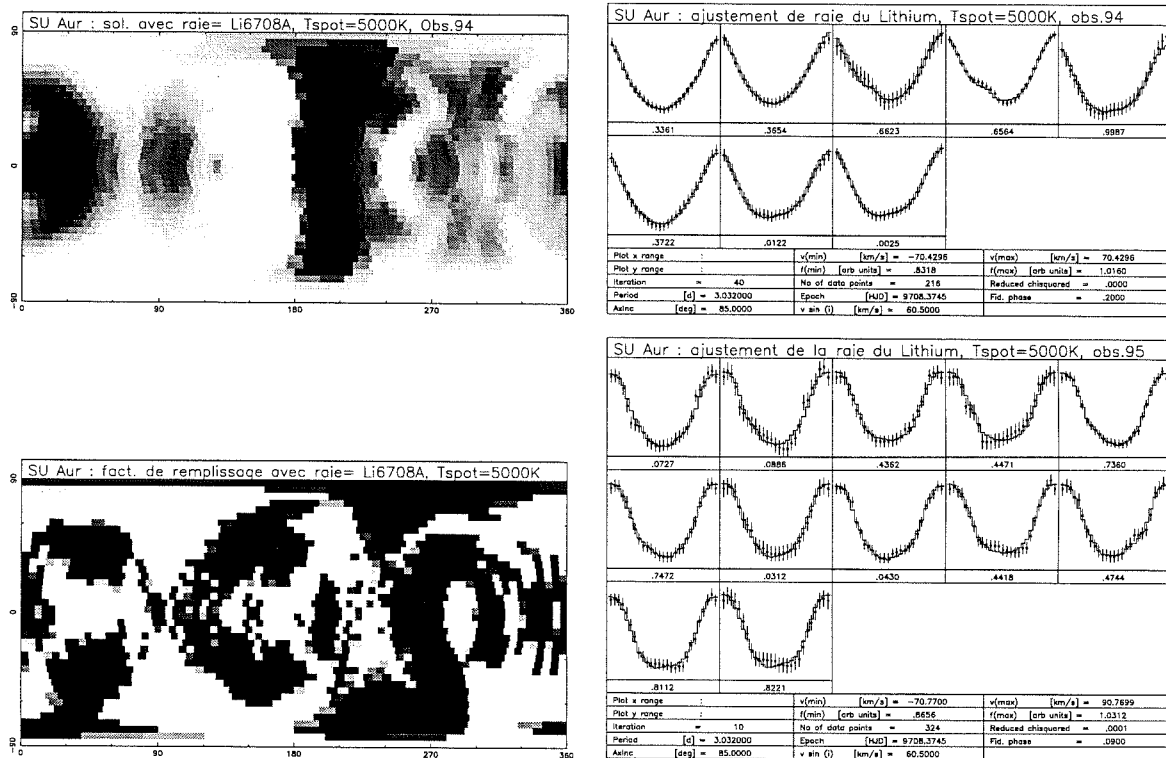 SU Aur : sol. avec raie= Li6708A, Tspot=5000K, Obs.94
90
0
-90
0 90 180 270 360
SU Aur : fact. de remplissage avec raie= Li6708A, Tspot=5000K
90
0
-90
0 90 180 270 360
SU Aur : ajustement de raie du Lithium, Tspot=5000K, obs.94
.3361 .3654 .6623 .6564 .9987
.3722 .0122 .0025
Plot x range : v(min) [km/s] = -70.4296 v(max) [km/s] = 70.4296
Plot y range : f(min) [arb units] = .8318 f(max) [arb units] = 1.0160
Iteration = 40 No of data points = 216 Reduced chisquared = .0000
Period [d] = 3.032000 Epoch [HJD] = 9708.3745 Fid. phase = .2000
AxInc [deg] = 85.0000 v sin (i) [km/s] = 60.5000
SU Aur : ajustement de la raie du Lithium, Tspot=5000K, obs.95
.0727 .0886 .4362 .4471 .7360
.7472 .0312 .0430 .4418 .4744
.8112 .8221
Plot x range : v(min) [km/s] = -70.7700 v(max) [km/s] = 90.7699
Plot y range : f(min) [arb units] = .8656 f(max) [arb units] = 1.0312
Iteration = 10 No of data points = 324 Reduced chisquared = .0001
Period [d] = 3.032000 Epoch [HJD] = 9708.3745 Fid. phase = .0900
AxInc [deg] = 85.0000 v sin (i) [km/s] = 60.5000